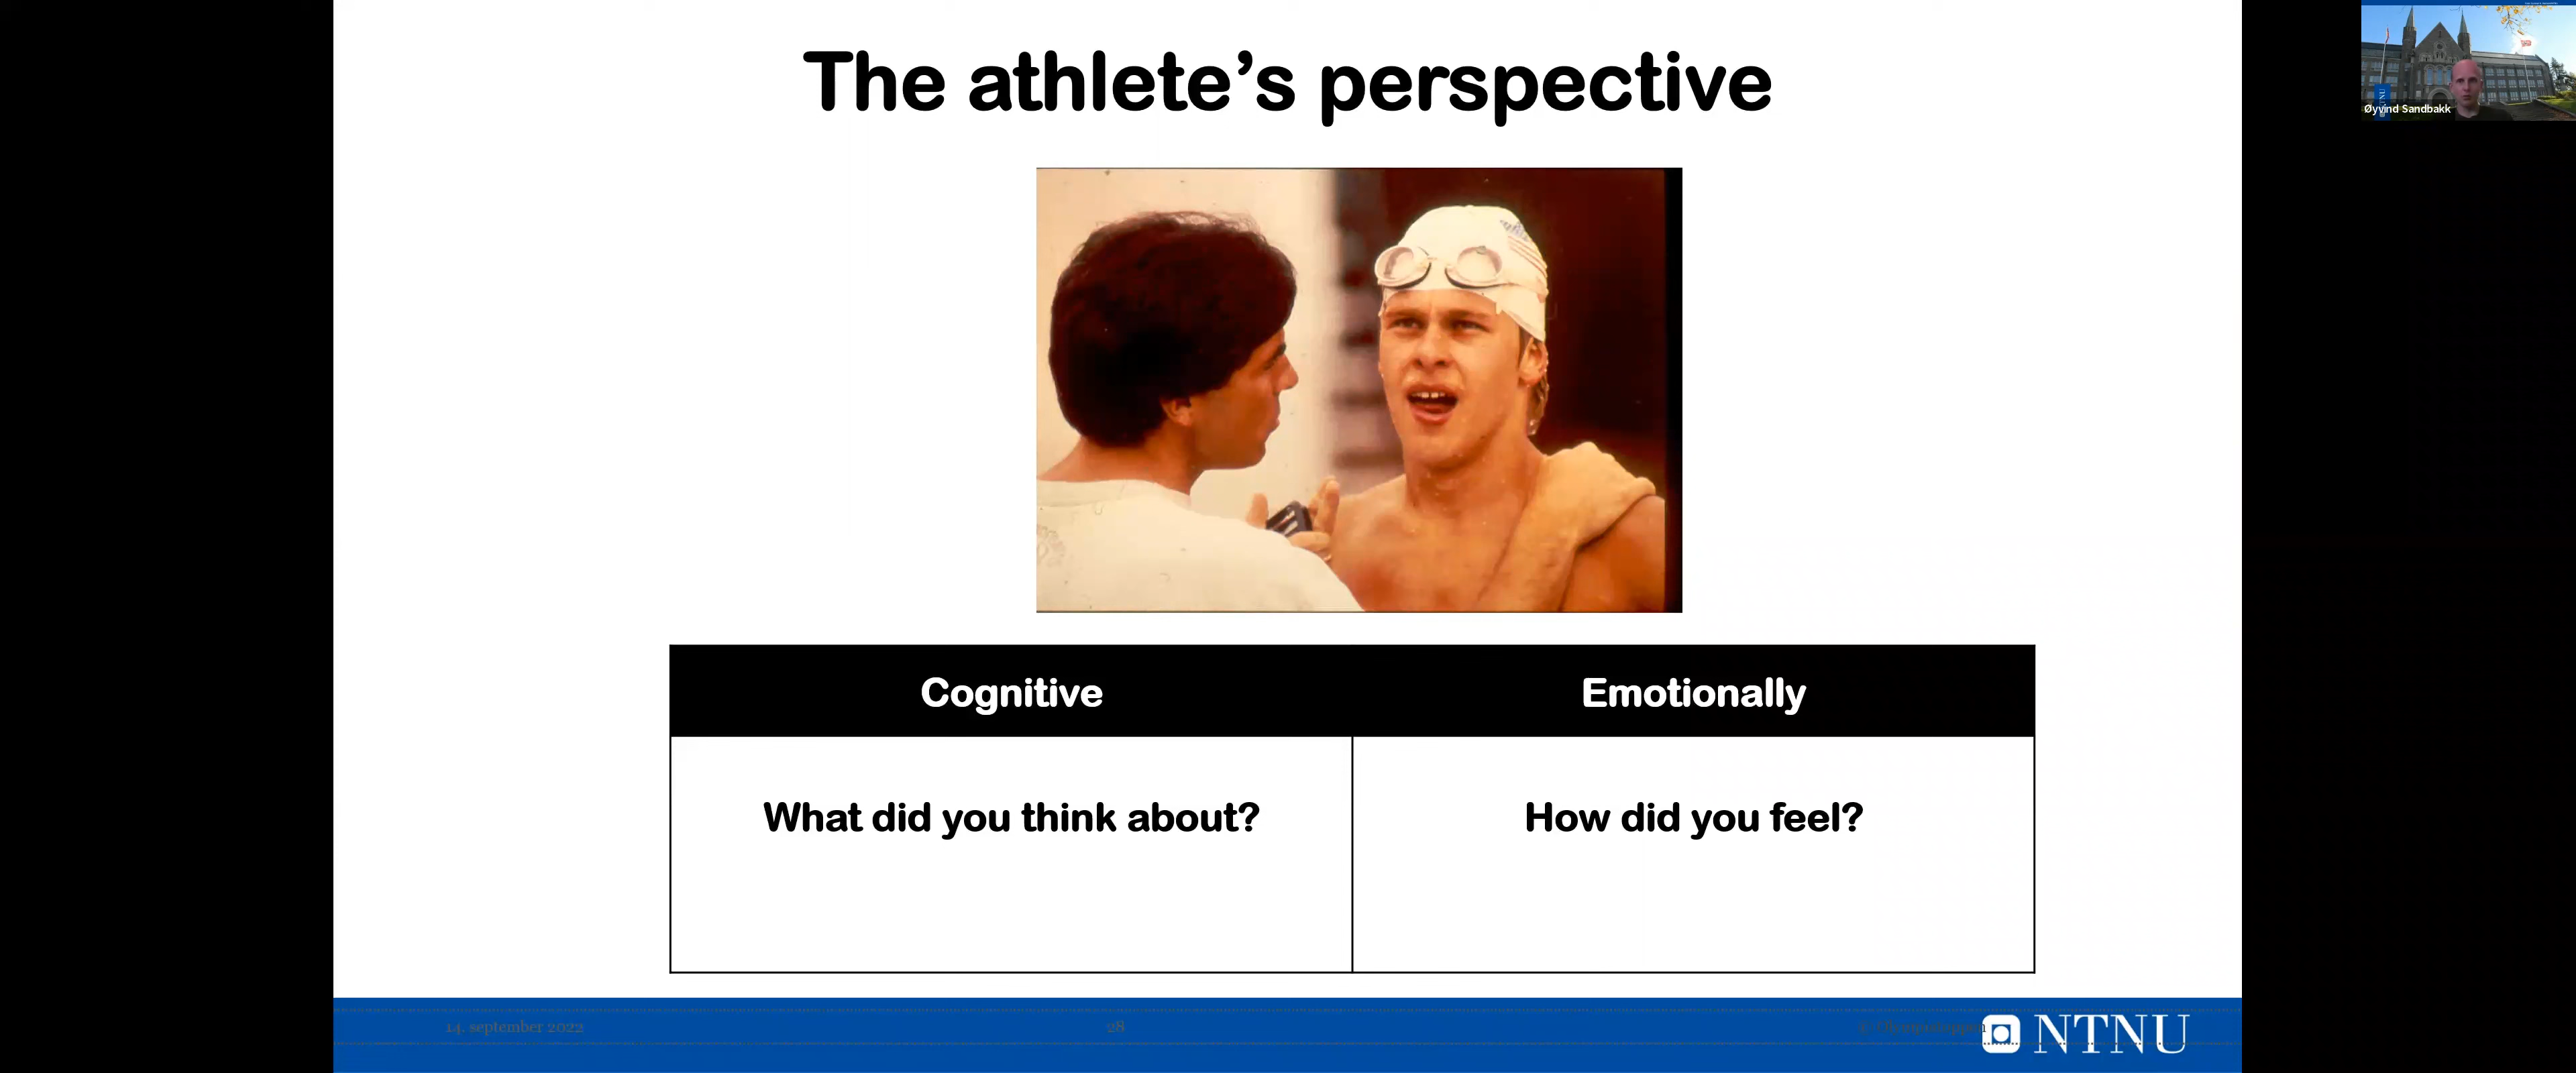 The athlete’s perspective
Øyvind Sandbakk
Cognitive
Emotionally
What did you think about?
How did you feel?
14. september 2022
28
NTNU